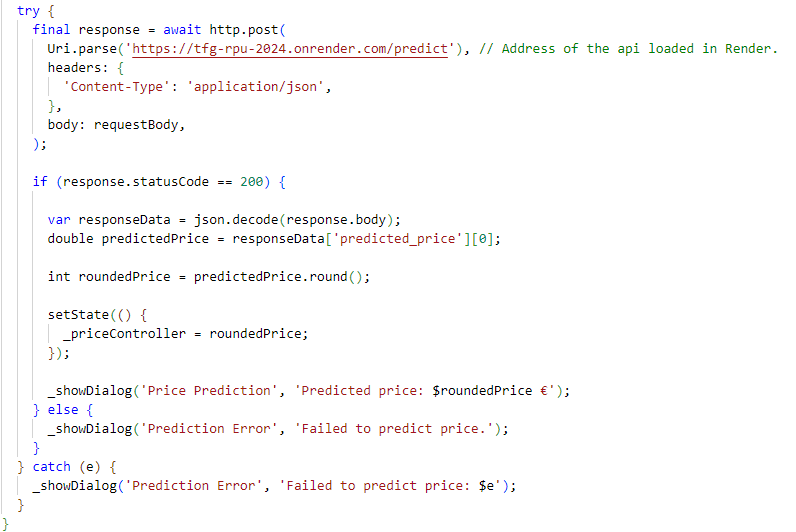 try {
final response = await http.post(
Uri.parse('https://tfg-rpu-2024.onrender.com/predict'), // Address of the api loaded in Render.
headers: {
'Content-Type': 'application/json',
},
body: requestBody,
);
if (response.statusCode == 200) {
var responseData = json.decode(response.body);
double predictedPrice = responseData['predicted_price'][0];
int roundedPrice = predictedPrice.round();
setState(() {
_priceController = roundedPrice;
});
_showDialog('Price Prediction', 'Predicted price: $roundedPrice €');
} else {
_showDialog('Prediction Error', 'Failed to predict price.');
}
} catch (e) {
_showDialog('Prediction Error', 'Failed to predict price: $e');
}
}